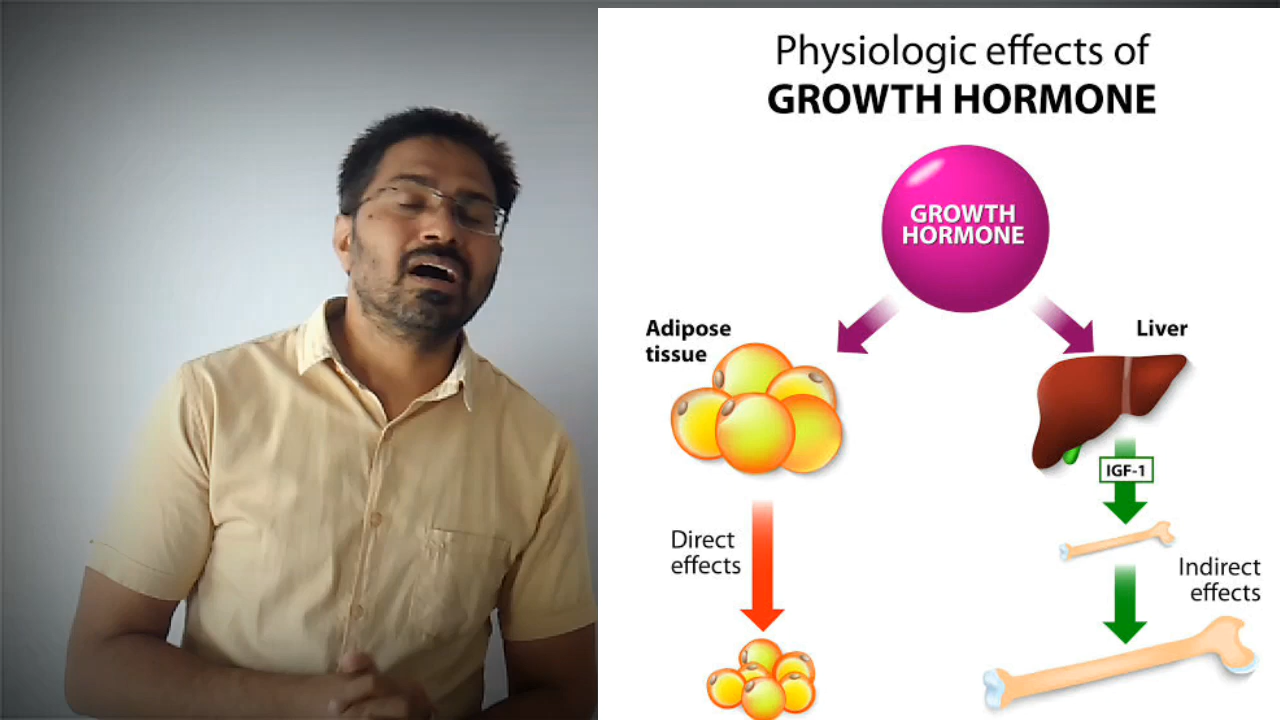 Physiologic effects of
GROWTH HORMONE
GROWTH
HORMONE
Adipose
tissue
Liver
IGF-1
Direct
effects
Indirect
effects